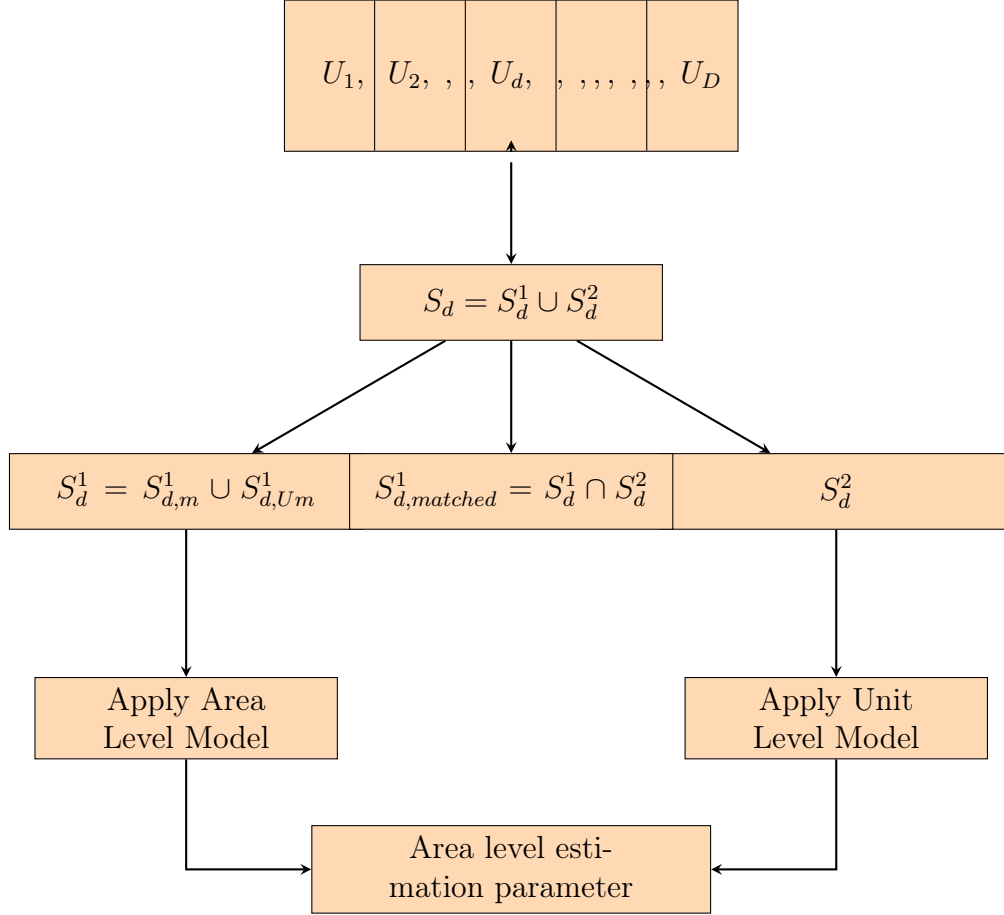 U_1, U_2, , , U_d, , , , , , , , U_D
S_d = S_d^1 ∪ S_d^2
S_d^1 = S_{d,m}^1 ∪ S_{d,Um}^1
S_{d,matched}^1 = S_d^1 ∩ S_d^2
S_d^2
Apply Area
Level Model
Apply Unit
Level Model
Area level esti-
mation parameter